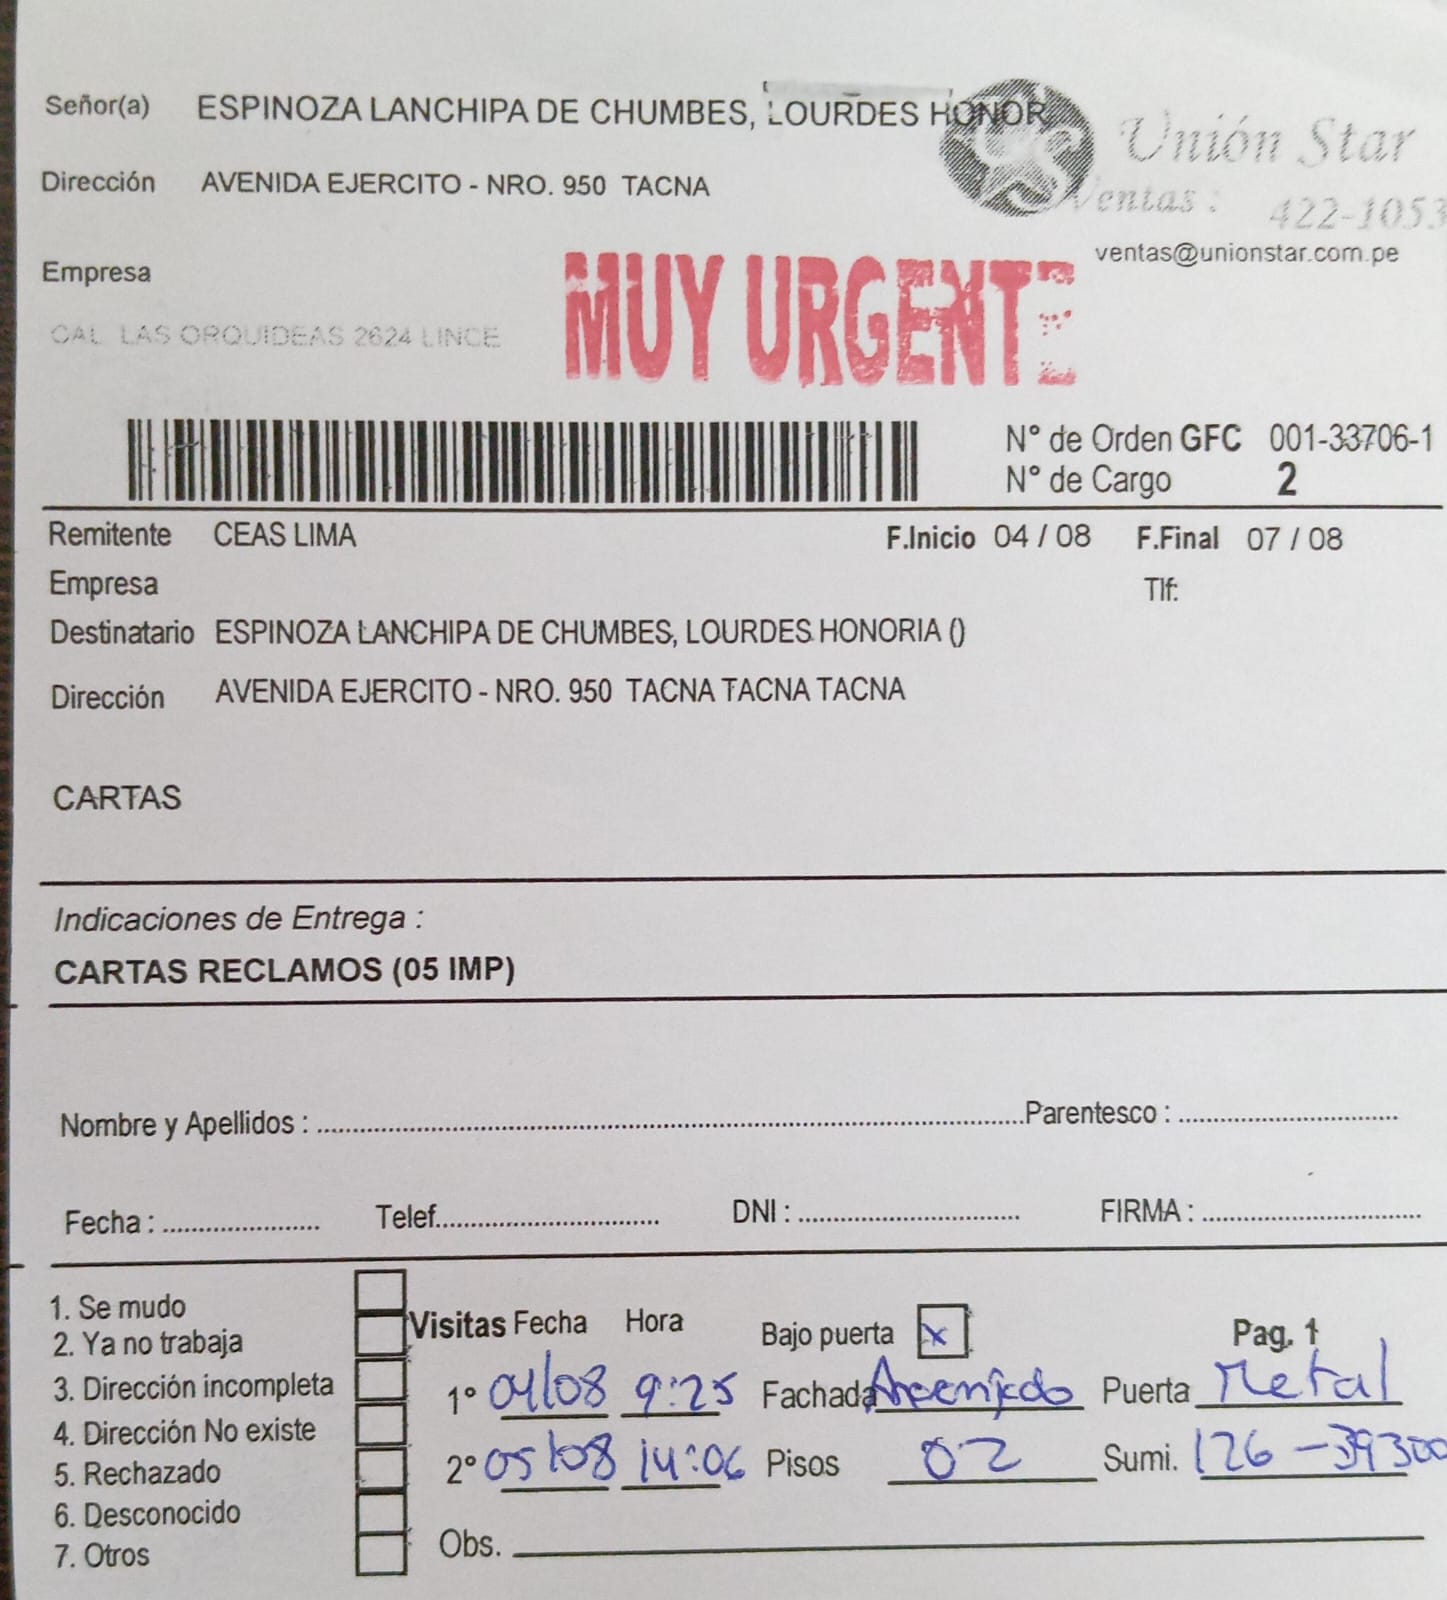 Señor(a) ESPINOZA LANCHIPA DE CHUMBES, LOURDES HONOR
Unión Star
Dirección AVENIDA EJERCITO - NRO. 950 TACNA
Ventas : 422-1053
ventas@unionstar.com.pe
Empresa
MUY URGENTE
CAL LAS ORQUIDEAS 2624 LINCE
N° de Orden GFC 001-33706-1
N° de Cargo 2
Remitente CEAS LIMA F.Inicio 04 / 08 F.Final 07 / 08
Empresa Tlf:
Destinatario ESPINOZA LANCHIPA DE CHUMBES, LOURDES HONORIA ()
Dirección AVENIDA EJERCITO - NRO. 950 TACNA TACNA TACNA
CARTAS
Indicaciones de Entrega :
CARTAS RECLAMOS (05 IMP)
Nombre y Apellidos : Parentesco :
Fecha : Telef. DNI : FIRMA :
1. Se mudo
2. Ya no trabaja
3. Dirección incompleta
4. Dirección No existe
5. Rechazado
6. Desconocido
7. Otros
Visitas Fecha Hora Bajo puerta x Pag. 1
1° 04/08 9:25 Fachada Puerta Metal
2° 05/08 14:06 Pisos 02 Sumi. 126-39300
Obs.